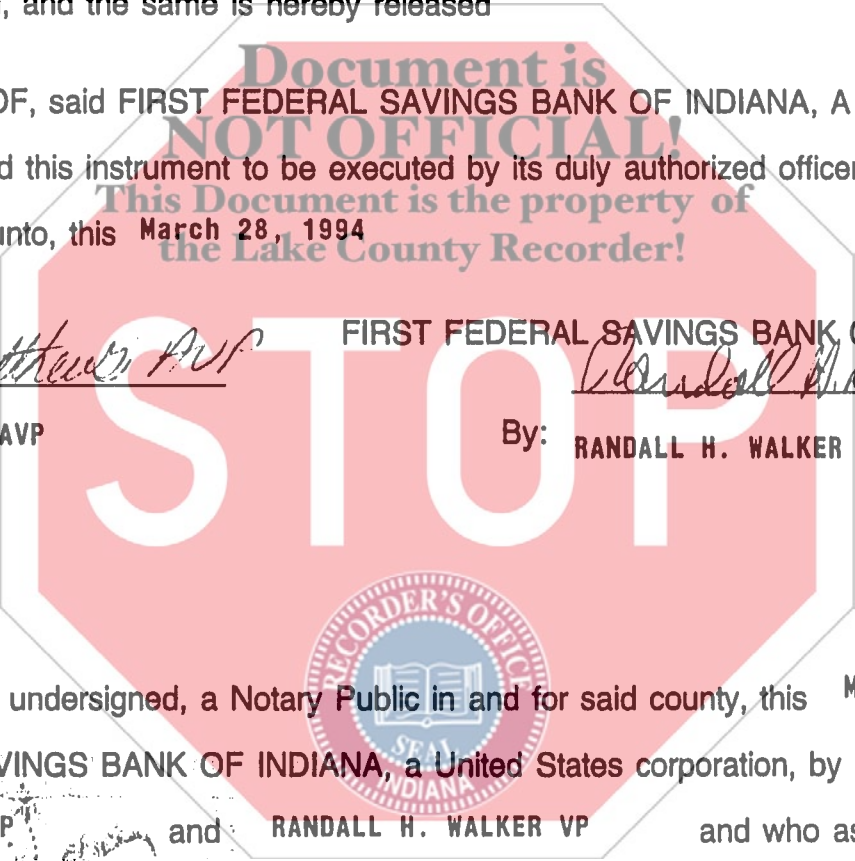 , and the same is hereby released
Document is
OF, said FIRST FEDERAL SAVINGS BANK OF INDIANA, A
NOT OFFICIAL!
d this instrument to be executed by its duly authorized officer
This Document is the property of
unto, this March 28, 1994
the Lake County Recorder!
FIRST FEDERAL SAVINGS BANK
AVP
Randall H.
AVP
By: RANDALL H. WALKER
STOP
RECORDER'S OFFICE
undersigned, a Notary Public in and for said county, this M
SEAL
VINGS BANK OF INDIANA, a United States corporation, by
INDIANA
P and RANDALL H. WALKER VP and who as